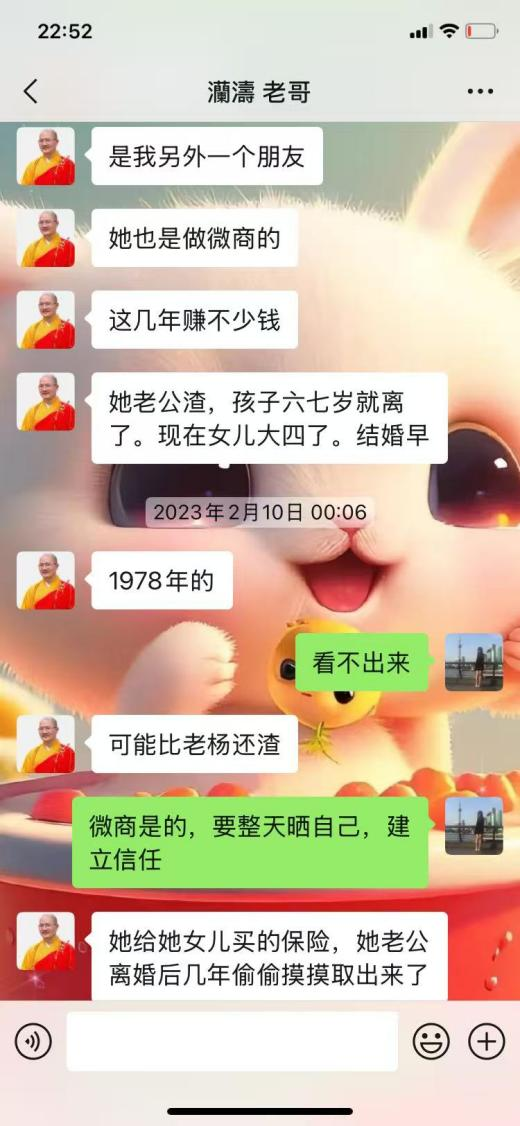 22:52
灡濤 老哥
是我另外一个朋友
她也是做微商的
这几年赚不少钱
她老公渣，孩子六七岁就离
了。现在女儿大四了。结婚早
2023年2月10日 00:06
1978年的
看不出来
可能比老杨还渣
微商是的，要整天晒自己，建
立信任
她给她女儿买的保险，她老公
离婚后几年偷偷摸摸取出来了